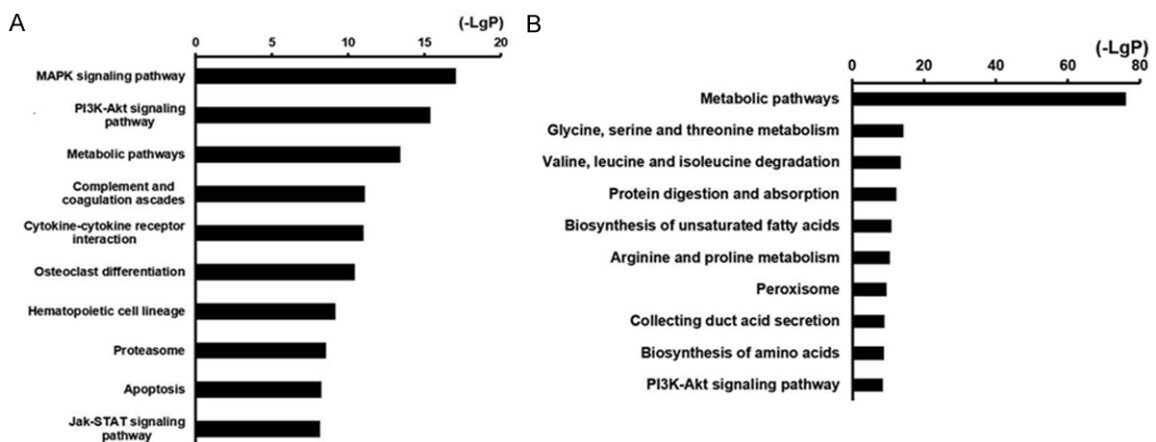 A
(-LgP)
0 5 10 15 20
MAPK signaling pathway
PI3K-Akt signaling
pathway
Metabolic pathways
Complement and
coagulation ascades
Cytokine-cytokine receptor
interaction
Osteoclast differentiation
Hematopoietic cell lineage
Proteasome
Apoptosis
Jak-STAT signaling
pathway
B
(-LgP)
0 20 40 60 80
Metabolic pathways
Glycine, serine and threonine metabolism
Valine, leucine and isoleucine degradation
Protein digestion and absorption
Biosynthesis of unsaturated fatty acids
Arginine and proline metabolism
Peroxisome
Collecting duct acid secretion
Biosynthesis of amino acids
PI3K-Akt signaling pathway